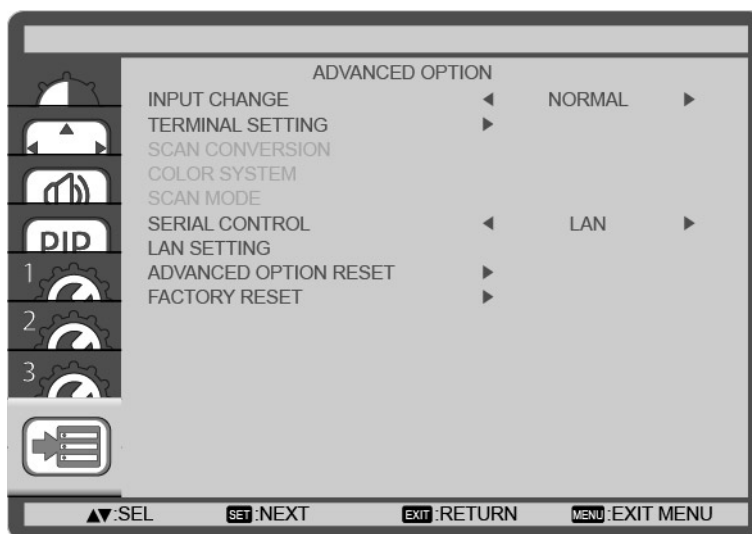 ADVANCED OPTION
INPUT CHANGE ◀ NORMAL ▶
TERMINAL SETTING ▶
SCAN CONVERSION
COLOR SYSTEM
SCAN MODE
SERIAL CONTROL ◀ LAN ▶
LAN SETTING
ADVANCED OPTION RESET ▶
FACTORY RESET ▶
PIP
1
2
3
▲▼:SEL SET:NEXT EXIT:RETURN MENU:EXIT MENU